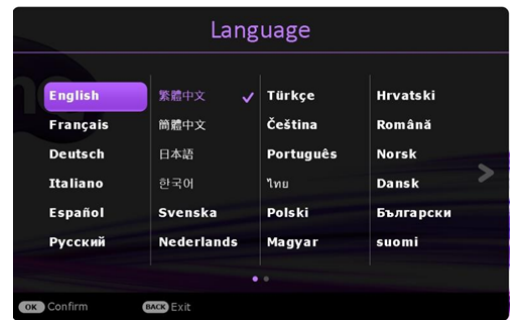 Language
English
Français
Deutsch
Italiano
Español
Русский
繁體中文
簡體中文
日本語
한국어
Svenska
Nederlands
Türkçe
Čeština
Português
ไทย
Polski
Magyar
Hrvatski
Română
Norsk
Dansk
Български
suomi
OK Confirm
BACK Exit